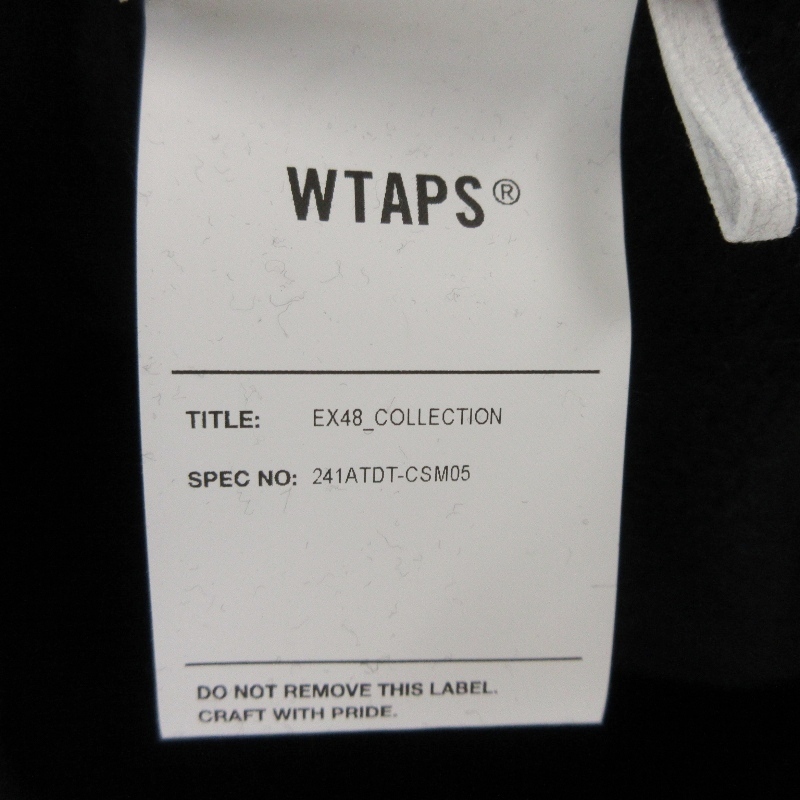 WTAPS®
TITLE: EX48_COLLECTION
SPEC NO: 241ATDT-CSM05
DO NOT REMOVE THIS LABEL.
CRAFT WITH PRIDE.